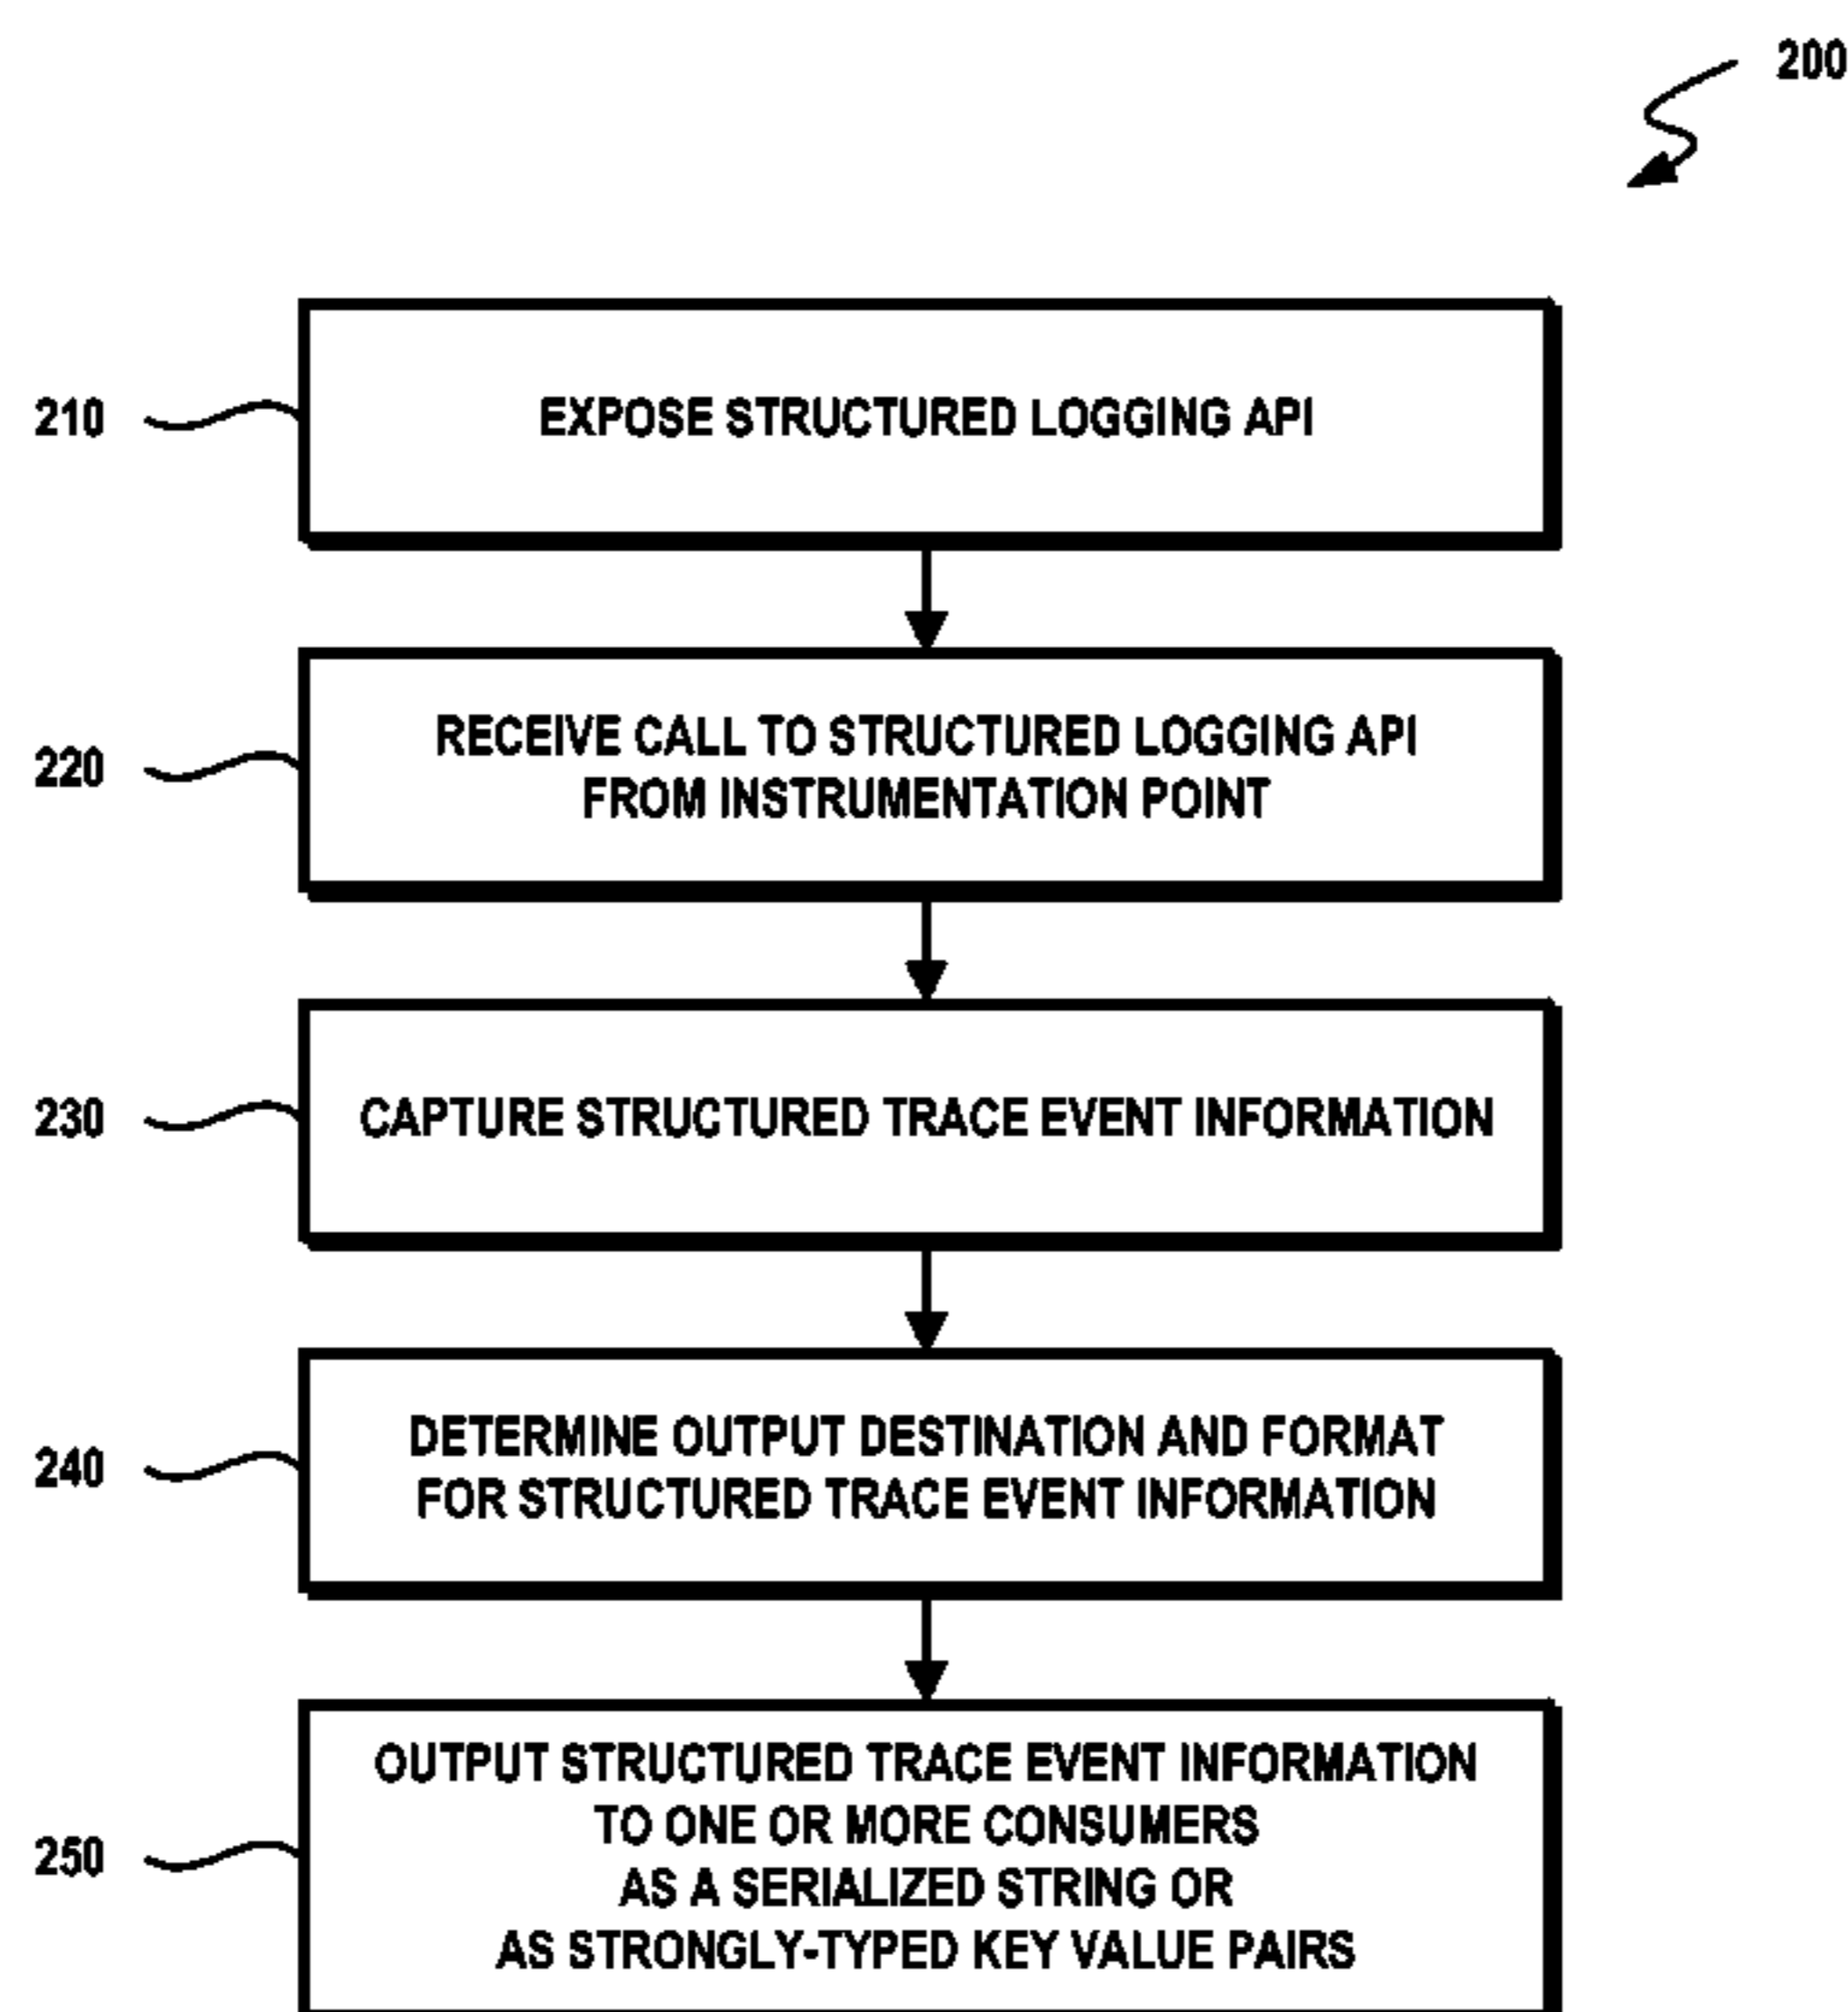 200
210
EXPOSE STRUCTURED LOGGING API
220
RECEIVE CALL TO STRUCTURED LOGGING API
FROM INSTRUMENTATION POINT
230
CAPTURE STRUCTURED TRACE EVENT INFORMATION
240
DETERMINE OUTPUT DESTINATION AND FORMAT
FOR STRUCTURED TRACE EVENT INFORMATION
250
OUTPUT STRUCTURED TRACE EVENT INFORMATION
TO ONE OR MORE CONSUMERS
AS A SERIALIZED STRING OR
AS STRONGLY-TYPED KEY VALUE PAIRS